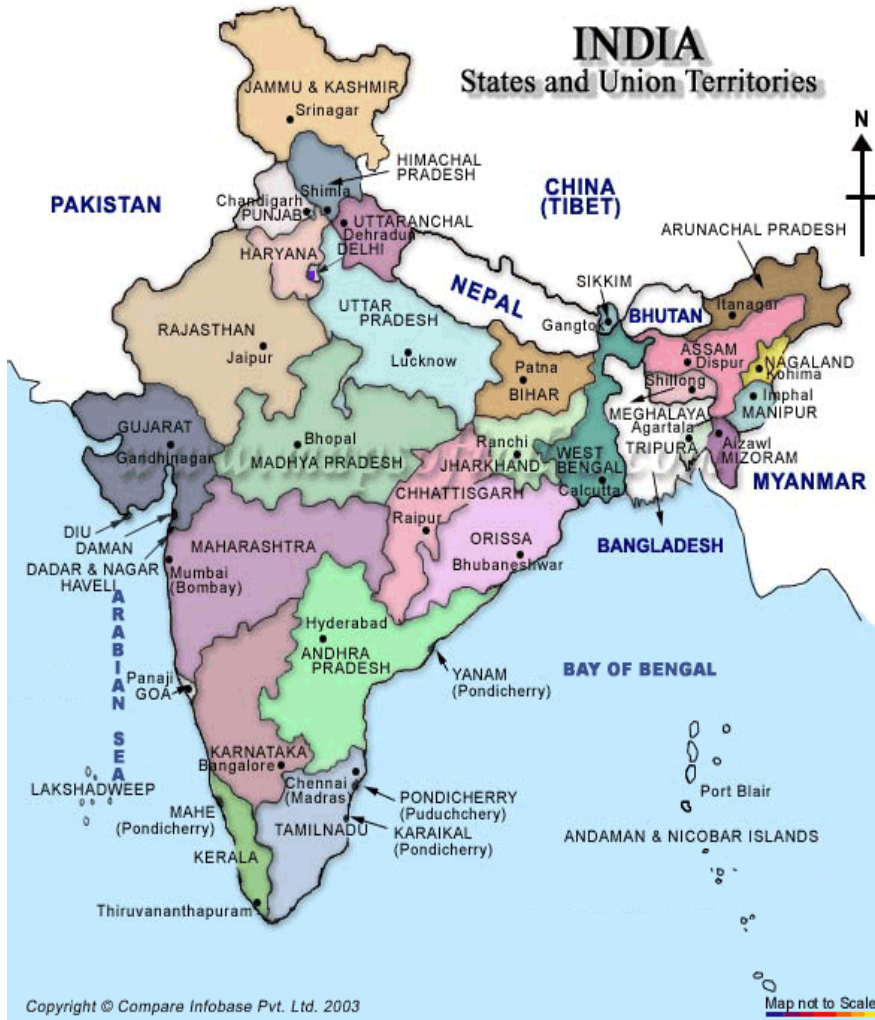 INDIA
States and Union Territories
N
JAMMU & KASHMIR
Srinagar
HIMACHAL
PRADESH
Shimla
PAKISTAN
Chandigarh
PUNJAB
CHINA
(TIBET)
UTTARANCHAL
Dehradun
DELHI
HARYANA
ARUNACHAL PRADESH
NEPAL
SIKKIM
Gangtok
BHUTAN
Itanagar
UTTAR
PRADESH
Lucknow
RAJASTHAN
Jaipur
ASSAM
Dispur
NAGALAND
Kohima
Shillong
MEGHALAYA
Imphal
MANIPUR
Patna
BIHAR
Agartala
TRIPURA
Aizawl
MIZORAM
GUJARAT
Gandhinagar
Bhopal
MADHYA PRADESH
Ranchi
JHARKHAND
WEST
BENGAL
Calcutta
MYANMAR
CHHATTISGARH
Raipur
DIU
DAMAN
DADAR & NAGAR
HAVELI
MAHARASHTRA
Mumbai
(Bombay)
ORISSA
Bhubaneshwar
BANGLADESH
ARABIAN SEA
Hyderabad
ANDHRA
PRADESH
YANAM
(Pondicherry)
BAY OF BENGAL
Panaji
GOA
KARNATAKA
Bangalore
LAKSHADWEEP
Chennai
(Madras)
PONDICHERRY
(Puduchchery)
MAHE
(Pondicherry)
TAMILNADU
KARAIKAL
(Pondicherry)
Port Blair
ANDAMAN & NICOBAR ISLANDS
KERALA
Thiruvananthapuram
Copyright © Compare Infobase Pvt. Ltd. 2003
Map not to Scale